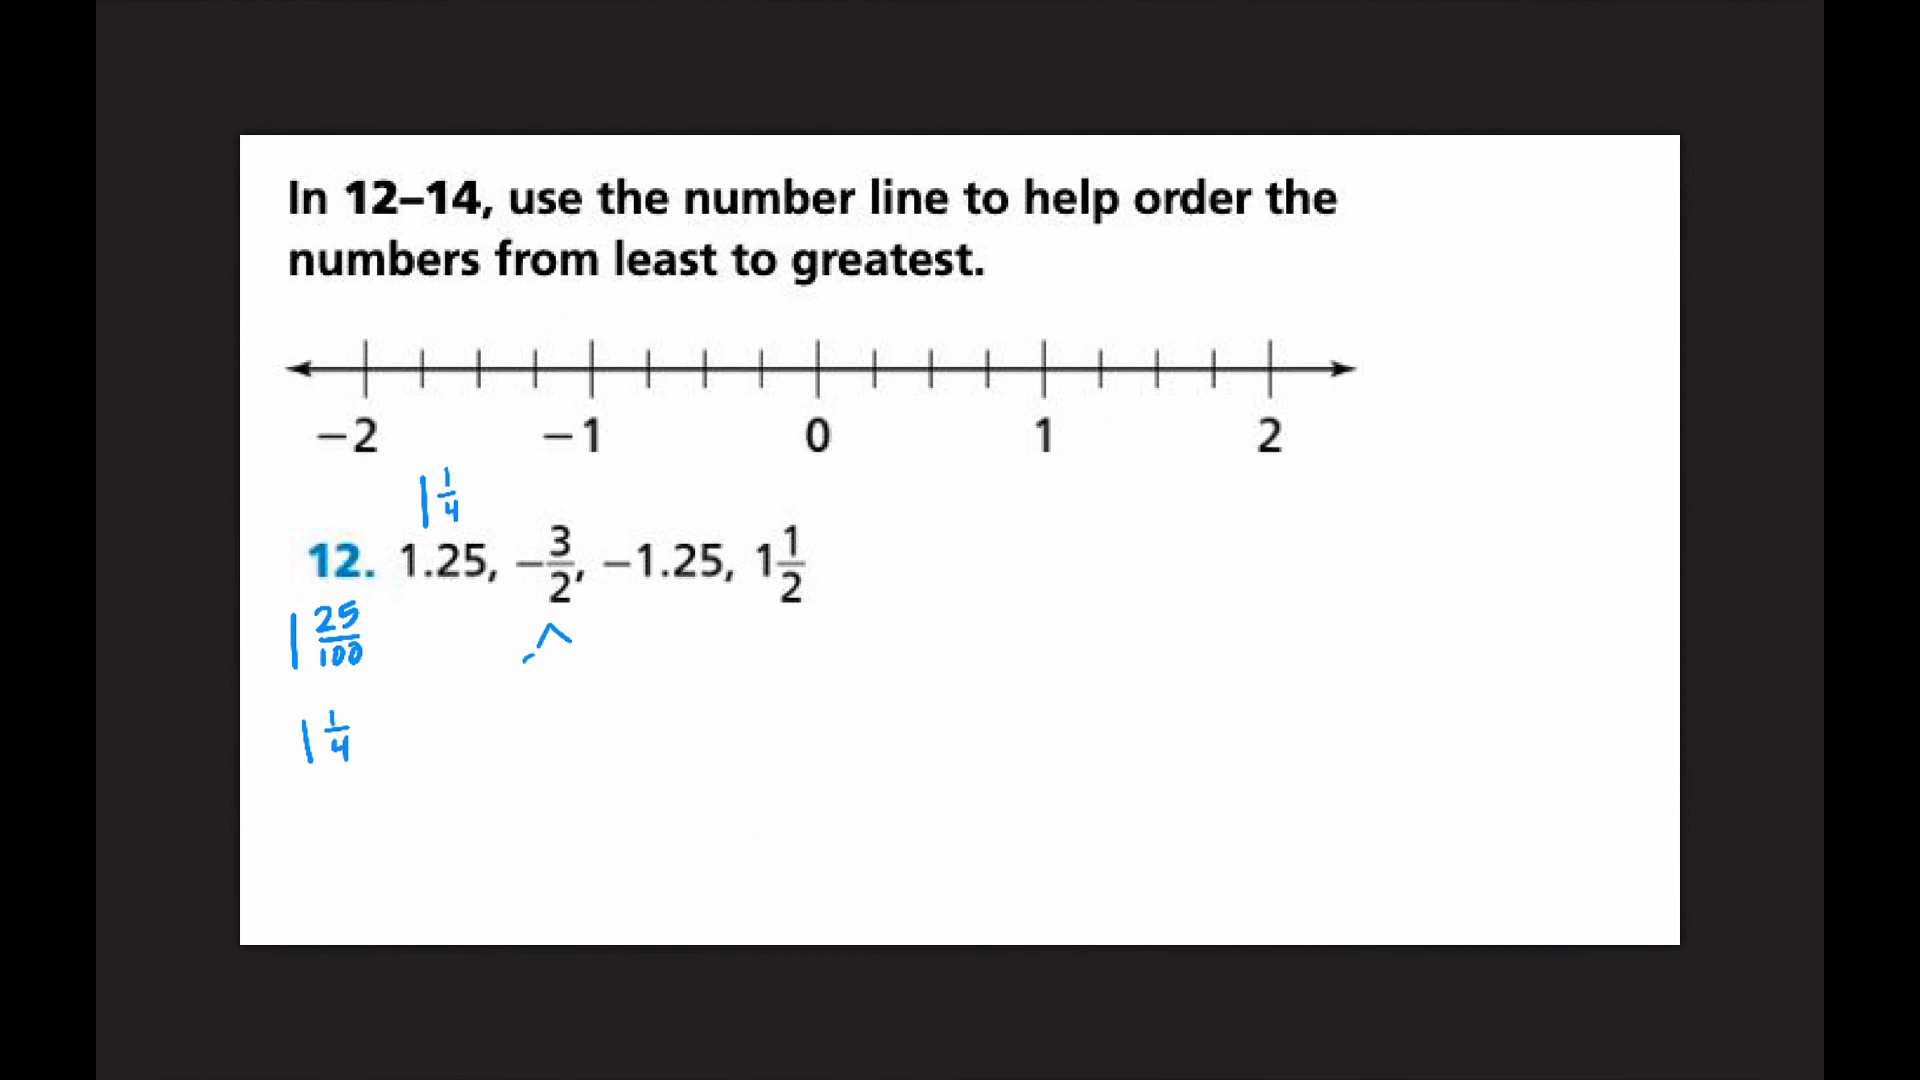 In 12–14, use the number line to help order the
numbers from least to greatest.
−2 −1 0 1 2
1 1/4
12. 1.25, −3/2, −1.25, 1 1/2
1 25/100
1 1/4